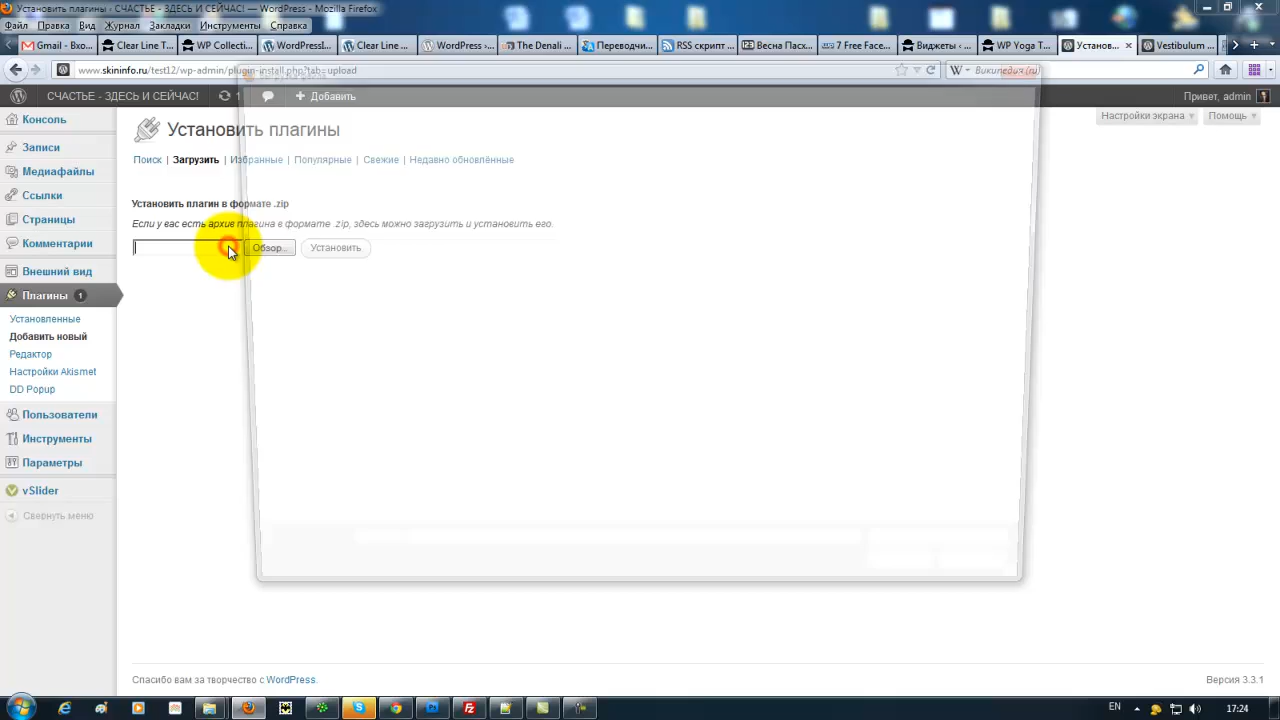 Установить плагины ‹ СЧАСТЬЕ - ЗДЕСЬ И СЕЙЧАС! — WordPress - Mozilla Firefox
Файл Правка Вид Журнал Закладки Инструменты Справка
Gmail - Вхо... Clear Line T... WP Collecti... WordPressI... Clear Line ... WordPress ›... The Denali ... Переводчи... RSS скрипт ... Весна Пасх... 7 Free Face... Виджеты ‹ ... WP Yoga T... Установ... Vestibulum ...
www.skininfo.ru/test12/wp-admin/plugin-install.php?tab=upload
Википедия (ru)
СЧАСТЬЕ - ЗДЕСЬ И СЕЙЧАС! 1 Добавить Привет, admin
Настройки экрана Помощь
Консоль
Записи
Медиафайлы
Ссылки
Страницы
Комментарии
Внешний вид
Плагины 1
Установленные
Добавить новый
Редактор
Настройки Akismet
DD Popup
Пользователи
Инструменты
Параметры
vSlider
Свернуть меню
Установить плагины
Поиск | Загрузить | Избранные | Популярные | Свежие | Недавно обновлённые
Установить плагин в формате .zip
Если у вас есть архив плагина в формате .zip, здесь можно загрузить и установить его.
Обзор... Установить
Спасибо вам за творчество с WordPress.
Версия 3.3.1
EN 17:24